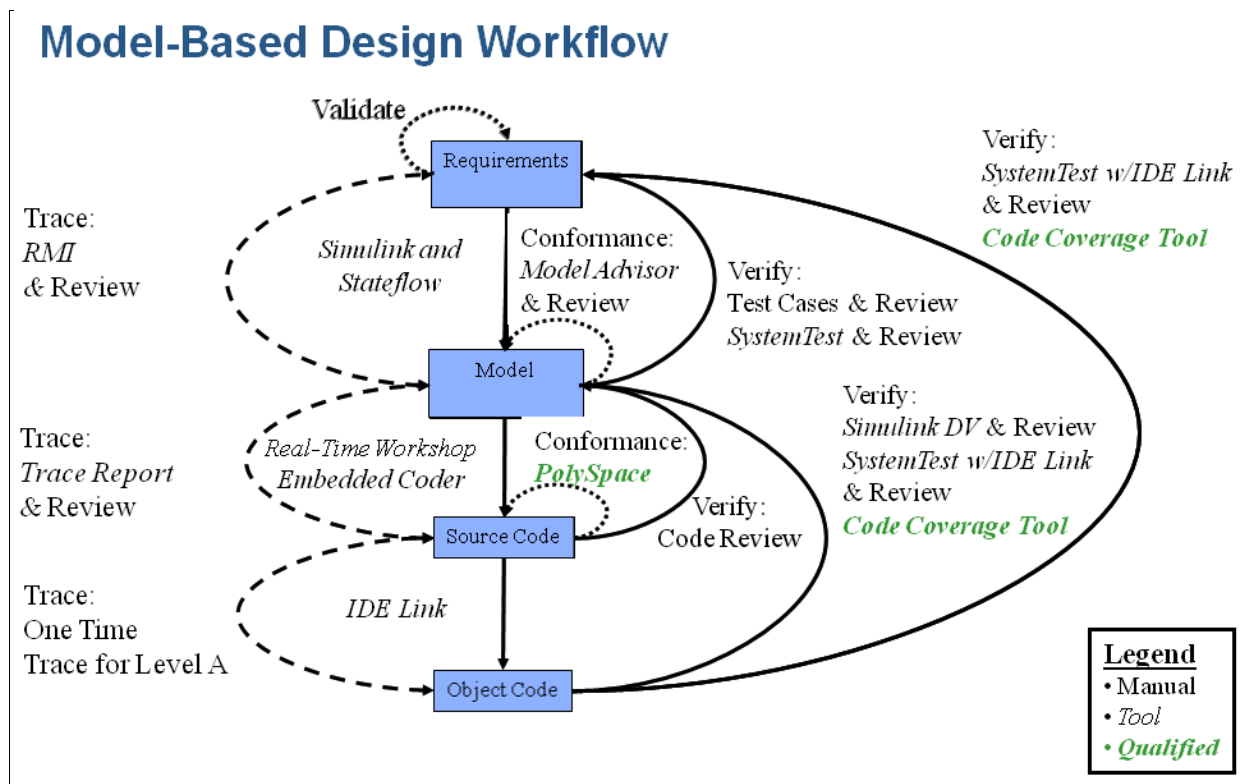 Model-Based Design Workflow
Validate
Requirements
Verify:
SystemTest w/IDE Link
& Review
Code Coverage Tool
Trace:
RMI
& Review
Simulink and
Stateflow
Conformance:
Model Advisor
& Review
Verify:
Test Cases & Review
SystemTest & Review
Model
Verify:
Simulink DV & Review
SystemTest w/IDE Link
& Review
Code Coverage Tool
Trace:
Trace Report
& Review
Real-Time Workshop
Embedded Coder
Conformance:
PolySpace
Verify:
Code Review
Source Code
Trace:
One Time
Trace for Level A
IDE Link
Object Code
Legend
• Manual
• Tool
• Qualified